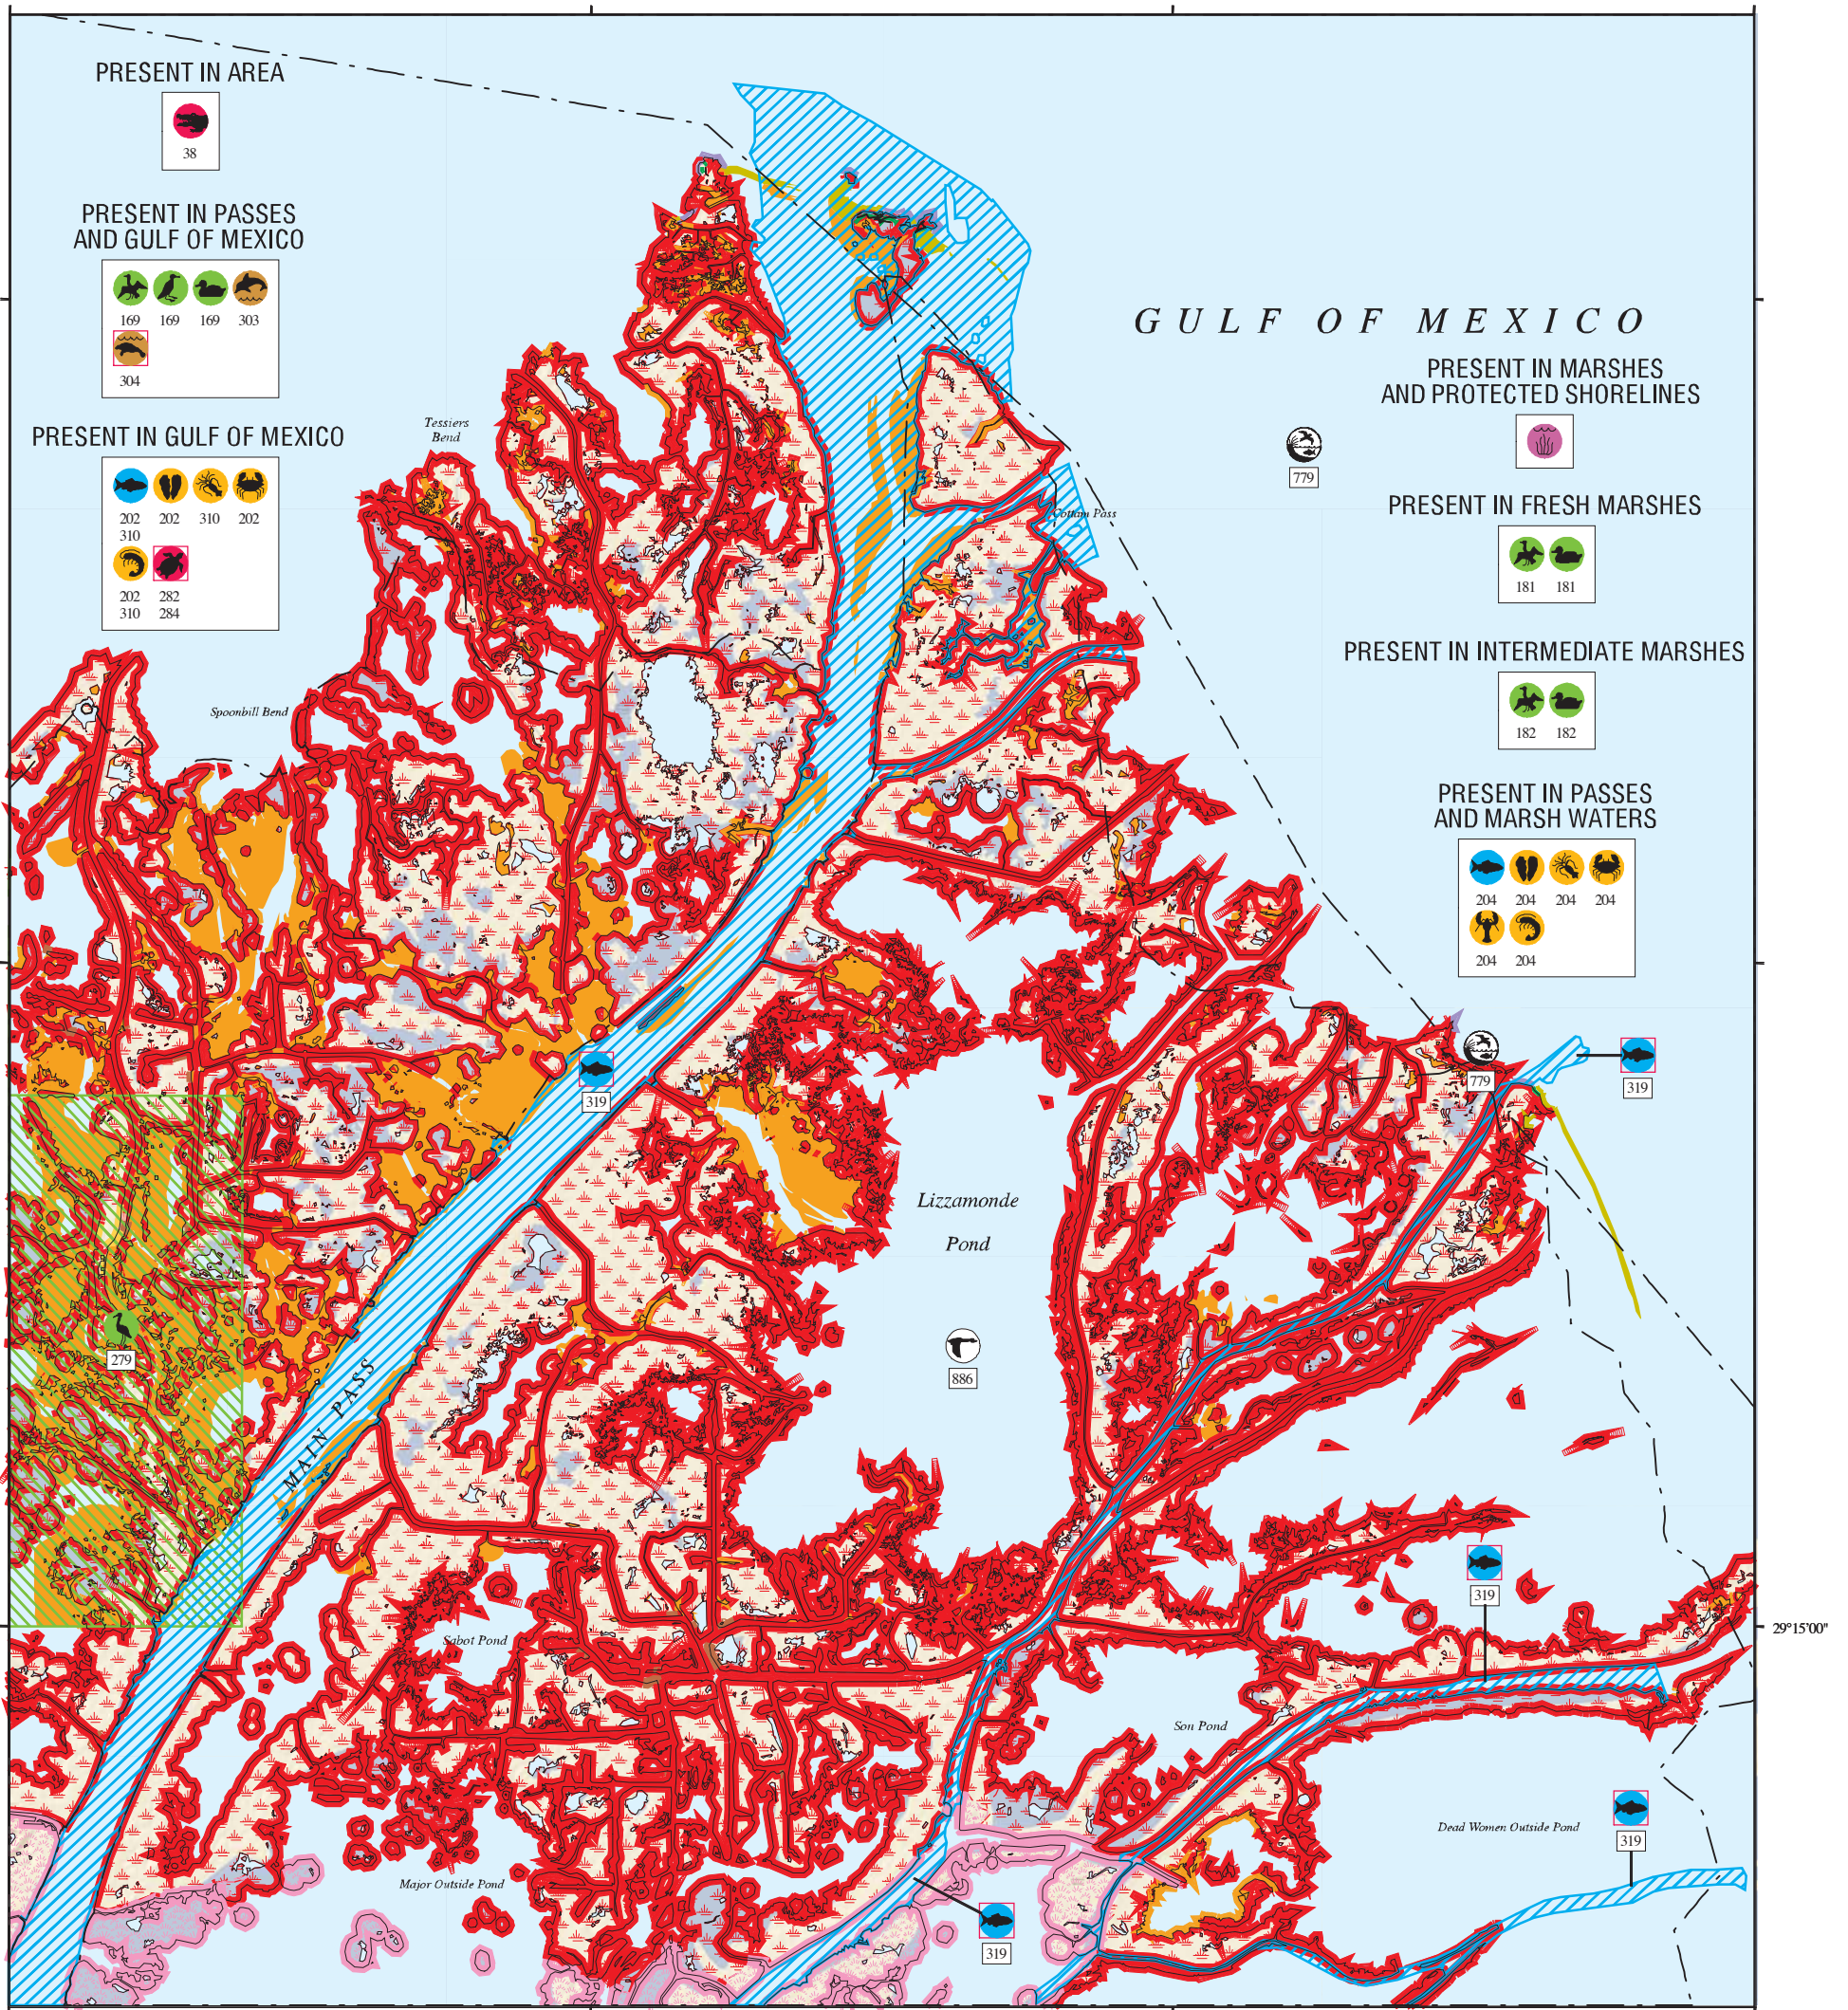 PRESENT IN AREA
38
PRESENT IN PASSES
AND GULF OF MEXICO
169 169 169 303
304
PRESENT IN GULF OF MEXICO
202 202 310 202
310
202 282
310 284
GULF OF MEXICO
PRESENT IN MARSHES
AND PROTECTED SHORELINES
779
PRESENT IN FRESH MARSHES
181 181
PRESENT IN INTERMEDIATE MARSHES
182 182
PRESENT IN PASSES
AND MARSH WATERS
204 204 204 204
204 204
Tessiers
Bend
Cottam Pass
Spoonbill Bend
779
319
319
Lizzamonde
Pond
279
886
MAIN PASS
319
29°15'00"
Sabot Pond
Son Pond
Dead Women Outside Pond
319
Major Outside Pond
319